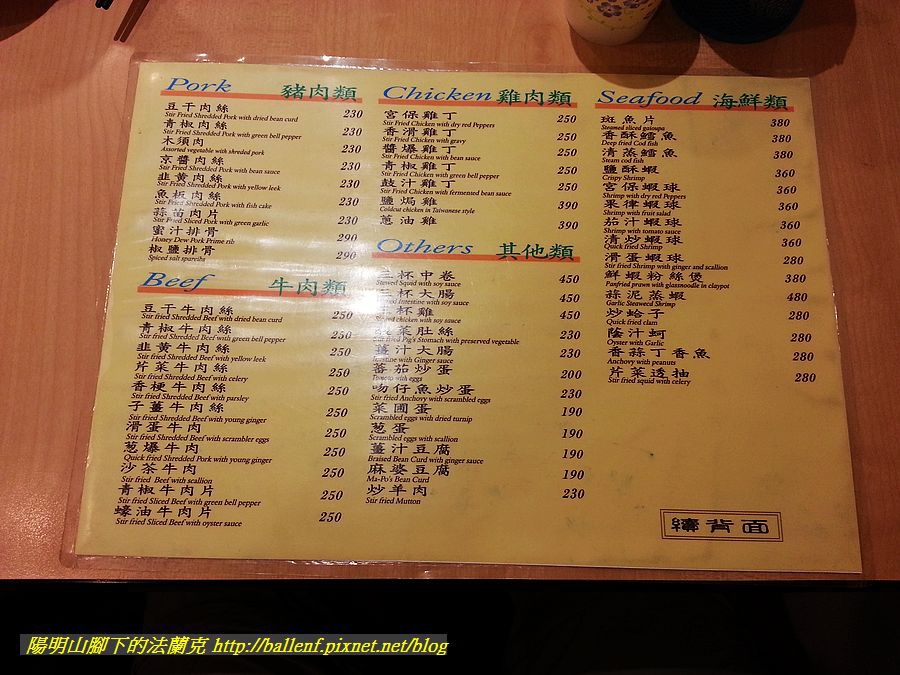 Pork 豬肉類
豆干肉絲 230
Stir Fried Shredded Pork with dried bean curd
青椒肉絲 230
Stir Fried Shredded Pork with green bell pepper
木須肉 230
Assorted vegetable with shreded pork
京醬肉絲 230
Stir Fried Shredded Pork with bean sauce
韭黃肉絲 230
Stir Fried Shredded Pork with yellow leek
魚板肉絲
Stir Fried Shredded Pork with fish cake
蒜苗肉片 230
Stir Fried Sliced Pork with green garlic
蜜汁排骨 290
Honey Dew Pork Prime rib
椒鹽排骨 290
Spiced salt spareribs
Beef 牛肉類
豆干牛肉絲 250
Stir fried Shredded Beef with dried bean curd
青椒牛肉絲 250
Stir fried Shredded Beef with green bell pepper
韭黃牛肉絲 250
Stir fried Shredded Beef with yellow leek
芹菜牛肉絲 250
Stir fried Shredded Beef with celery
香梗牛肉絲 250
Stir fried Shredded Beef with parsley
子薑牛肉絲 250
Stir fried Shredded Beef with young ginger
滑蛋牛肉 250
Stir fried Shredded Beef with scrambler eggs
蔥爆牛肉 250
Quick fried Shredded Pork with young ginger
沙茶牛肉 250
Stir fried Beef with scallion
青椒牛肉片 250
Stir fried Sliced Beef with green bell pepper
蠔油牛肉片 250
Stir fried Sliced Beef with oyster sauce
Chicken 雞肉類
宮保雞丁 250
Stir Fried Chicken with dry red Peppers
香滑雞丁 250
Stir Fried Chicken with gravy
醬爆雞丁 250
Stir Fried Chicken with bean sauce
青椒雞丁 250
Stir Fried Chicken with green bell pepper
鼓汁雞丁 250
Stir Fried Chicken with fermented bean sauce
鹽焗雞 390
Coldcut chicken in Taiwanese style
蔥油雞 390
Others 其他類
三杯中卷 450
Stewed Squid with soy sauce
杯大腸 450
Intestine with soy sauce
杯雞 450
chicken with soy sauce
菜肚絲 230
Stir fried Pig's Stomach with preserved vegetable
薑汁大腸 230
Intestine with Ginger sauce
番茄炒蛋 200
Tomato with eggs
吻仔魚炒蛋 230
Stir fried Anchovy with scrambled eggs
菜圃蛋 190
Scrambled eggs with dried turnip
蔥蛋 190
Scrambled eggs with scallion
薑汁豆腐 190
Braised Bean Curd with ginger sauce
麻婆豆腐 190
Ma-Po's Bean Curd
炒羊肉 230
Stir fried Mutton
Seafood 海鮮類
斑魚片 380
Steamed sliced garoupa
香酥鱈魚 380
Deep fried Cod fish
清蒸鱈魚 380
Steam cod fish
鹽酥蝦 360
Crispy Shrimp
宮保蝦球 360
Shrimp with dry red Peppers
果律蝦球 360
Shrimp with fruit salad
茄汁蝦球 360
Shrimp with tomato sauce
清炒蝦球 360
Quick fried Shrimp
滑蛋蝦球 280
Stir fried Shrimp with ginger and scallion
鮮蝦粉絲煲 380
Panfried prawn with glassnoodle in claypot
蒜泥蒸蝦 480
Garlic Steawed Shrimp
炒蛤子 280
Quick fried clam
蔭汁蚵 280
Oyster with Garlic
香蒜丁香魚 280
Anchovy with peanuts
芹菜透抽 280
Stir fried squid with celery
續背面
陽明山腳下的法蘭克 http://ballenf.pixnet.net/blog